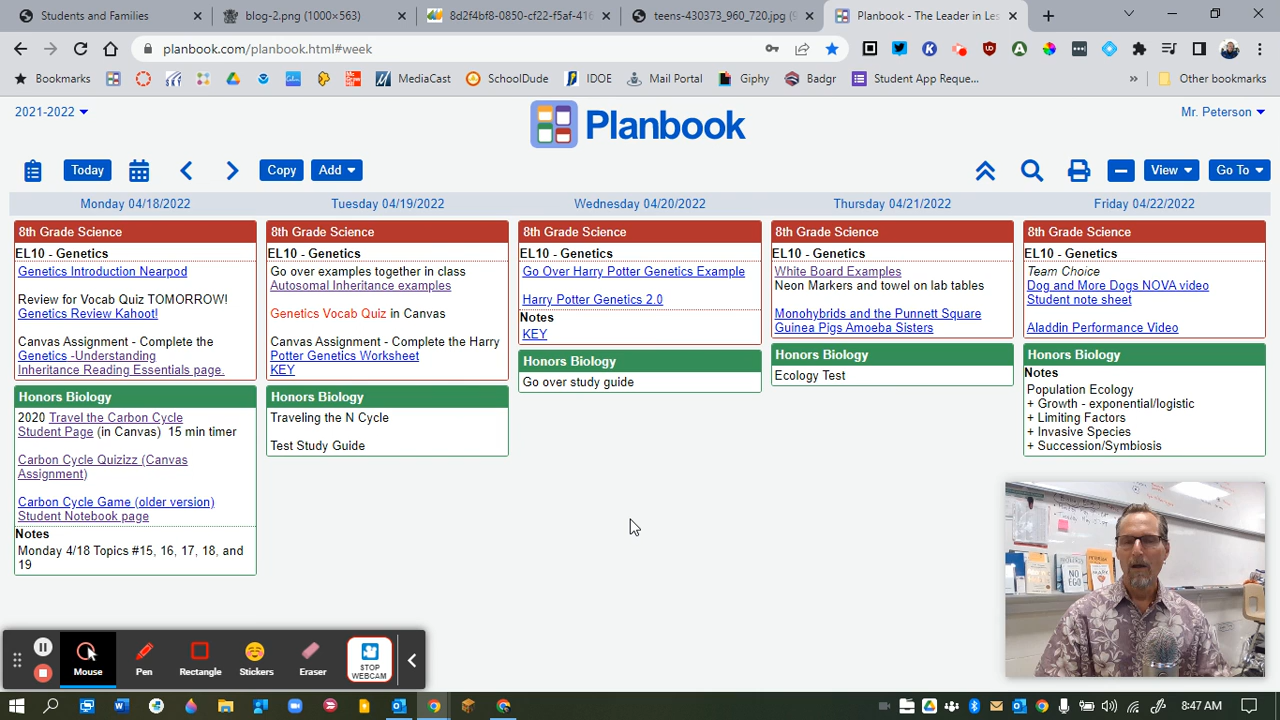 Students and Families
blog-2.png (1000×563)
8d2f4bf8-0850-cf22-f5af-416
teens-430373_960_720.jpg (9
Planbook - The Leader in Les
planbook.com/planbook.html#week
Bookmarks
MediaCast
SchoolDude
IDOE
Mail Portal
Giphy
Badgr
Student App Reque...
Other bookmarks
2021-2022
Planbook
Mr. Peterson
Today
Copy
Add
View
Go To
Monday 04/18/2022
8th Grade Science
EL10 - Genetics
Genetics Introduction Nearpod
Review for Vocab Quiz TOMORROW!
Genetics Review Kahoot!
Canvas Assignment - Complete the
Genetics -Understanding
Inheritance Reading Essentials page.
Honors Biology
2020 Travel the Carbon Cycle
Student Page (in Canvas) 15 min timer
Carbon Cycle Quizizz (Canvas
Assignment)
Carbon Cycle Game (older version)
Student Notebook page
Notes
Monday 4/18 Topics #15, 16, 17, 18, and
19
Tuesday 04/19/2022
8th Grade Science
EL10 - Genetics
Go over examples together in class
Autosomal Inheritance examples
Genetics Vocab Quiz in Canvas
Canvas Assignment - Complete the Harry
Potter Genetics Worksheet
KEY
Honors Biology
Traveling the N Cycle
Test Study Guide
Wednesday 04/20/2022
8th Grade Science
EL10 - Genetics
Go Over Harry Potter Genetics Example
Harry Potter Genetics 2.0
Notes
KEY
Honors Biology
Go over study guide
Thursday 04/21/2022
8th Grade Science
EL10 - Genetics
White Board Examples
Neon Markers and towel on lab tables
Monohybrids and the Punnett Square
Guinea Pigs Amoeba Sisters
Honors Biology
Ecology Test
Friday 04/22/2022
8th Grade Science
EL10 - Genetics
Team Choice
Dog and More Dogs NOVA video
Student note sheet
Aladdin Performance Video
Honors Biology
Notes
Population Ecology
+ Growth - exponential/logistic
+ Limiting Factors
+ Invasive Species
+ Succession/Symbiosis
NO
EGO
Mouse
Pen
Rectangle
Stickers
Eraser
STOP
WEBCAM
8:47 AM